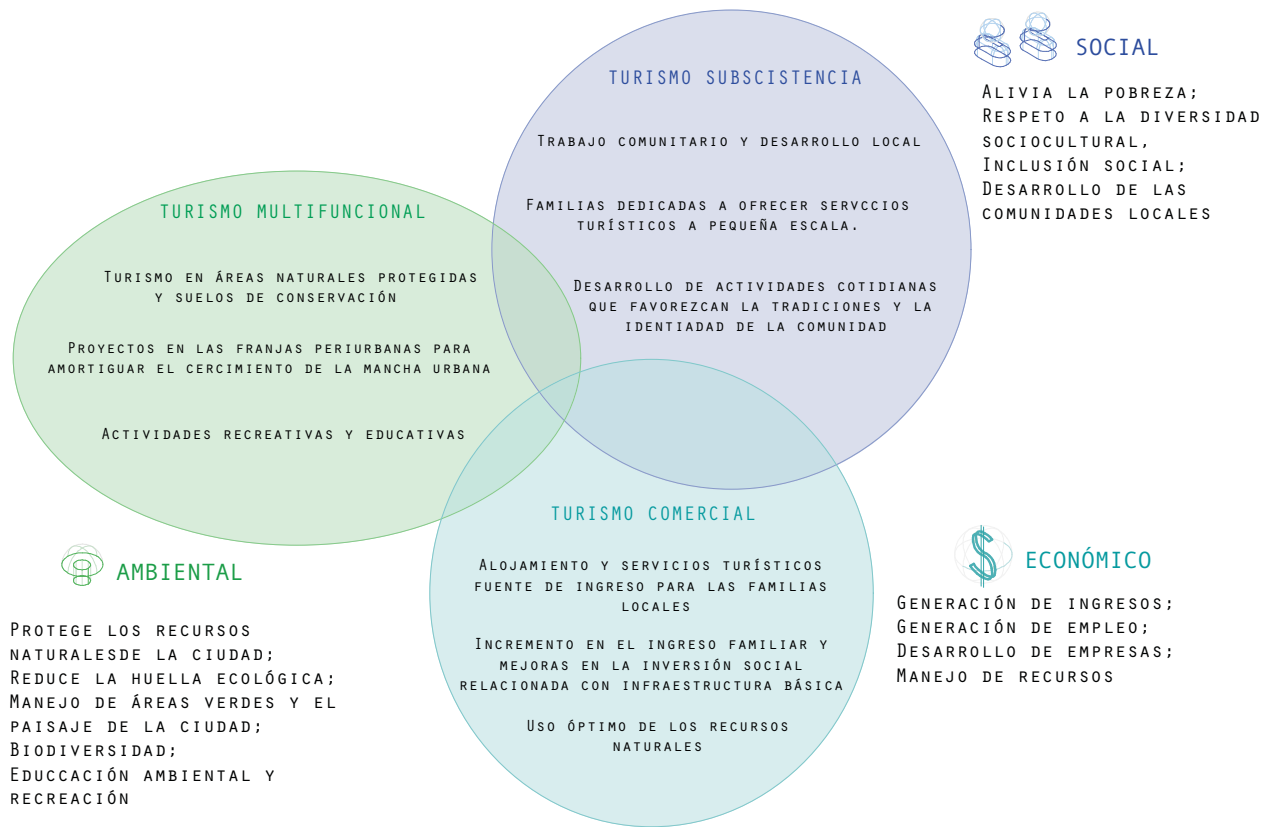 SOCIAL
ALIVIA LA POBREZA;
RESPETO A LA DIVERSIDAD
SOCIOCULTURAL,
INCLUSIÓN SOCIAL;
DESARROLLO DE LAS
COMUNIDADES LOCALES
TURISMO SUBSCISTENCIA
TRABAJO COMUNITARIO Y DESARROLLO LOCAL
FAMILIAS DEDICADAS A OFRECER SERVCCIOS
TURÍSTICOS A PEQUEÑA ESCALA.
DESARROLLO DE ACTIVIDADES COTIDIANAS
QUE FAVOREZCAN LA TRADICIONES Y LA
IDENTIADAD DE LA COMUNIDAD
TURISMO MULTIFUNCIONAL
TURISMO EN ÁREAS NATURALES PROTEGIDAS
Y SUELOS DE CONSERVACIÓN
PROYECTOS EN LAS FRANJAS PERIURBANAS PARA
AMORTIGUAR EL CERCIMIENTO DE LA MANCHA URBANA
ACTIVIDADES RECREATIVAS Y EDUCATIVAS
TURISMO COMERCIAL
ALOJAMIENTO Y SERVICIOS TURÍSTICOS
FUENTE DE INGRESO PARA LAS FAMILIAS
LOCALES
INCREMENTO EN EL INGRESO FAMILIAR Y
MEJORAS EN LA INVERSIÓN SOCIAL
RELACIONADA CON INFRAESTRUCTURA BÁSICA
USO ÓPTIMO DE LOS RECURSOS
NATURALES
AMBIENTAL
PROTEGE LOS RECURSOS
NATURALESDE LA CIUDAD;
REDUCE LA HUELLA ECOLÓGICA;
MANEJO DE ÁREAS VERDES Y EL
PAISAJE DE LA CIUDAD;
BIODIVERSIDAD;
EDUCCACIÓN AMBIENTAL Y
RECREACIÓN
$ ECONÓMICO
GENERACIÓN DE INGRESOS;
GENERACIÓN DE EMPLEO;
DESARROLLO DE EMPRESAS;
MANEJO DE RECURSOS